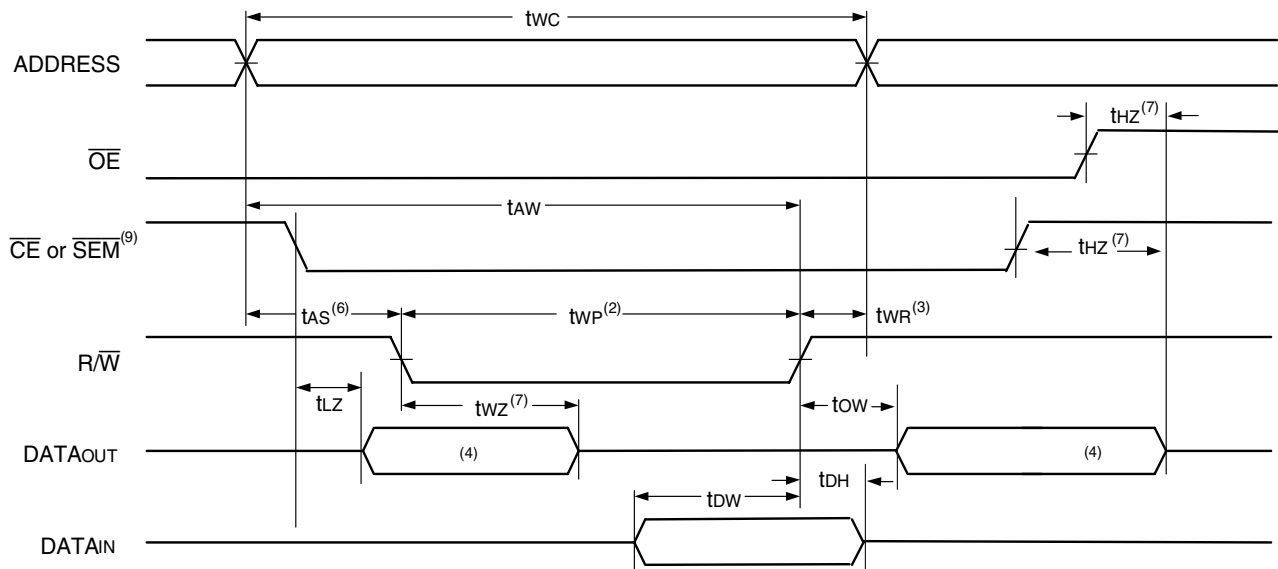 tWC
ADDRESS
tHZ(7)
OE
tAW
CE or SEM(9)
tHZ(7)
tAS(6) tWP(2) tWR(3)
R/W
tLZ tWZ(7) tOW
DATAOUT (4) (4)
tDH
tDW
DATAIN